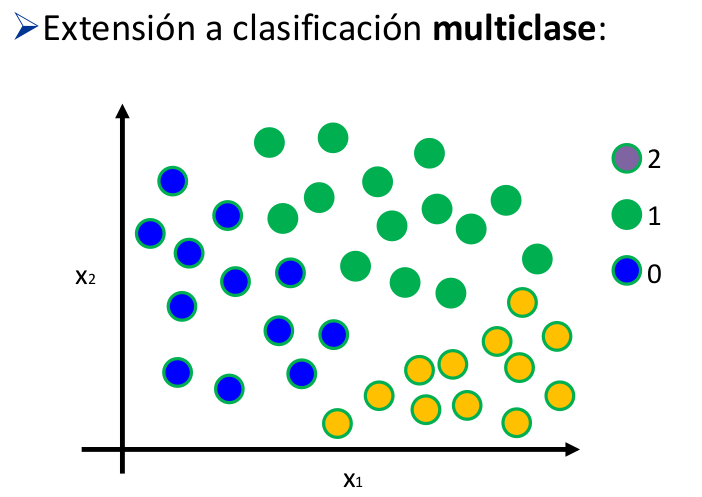 Extensión a clasificación multiclase:
2
1
0
x2
x1